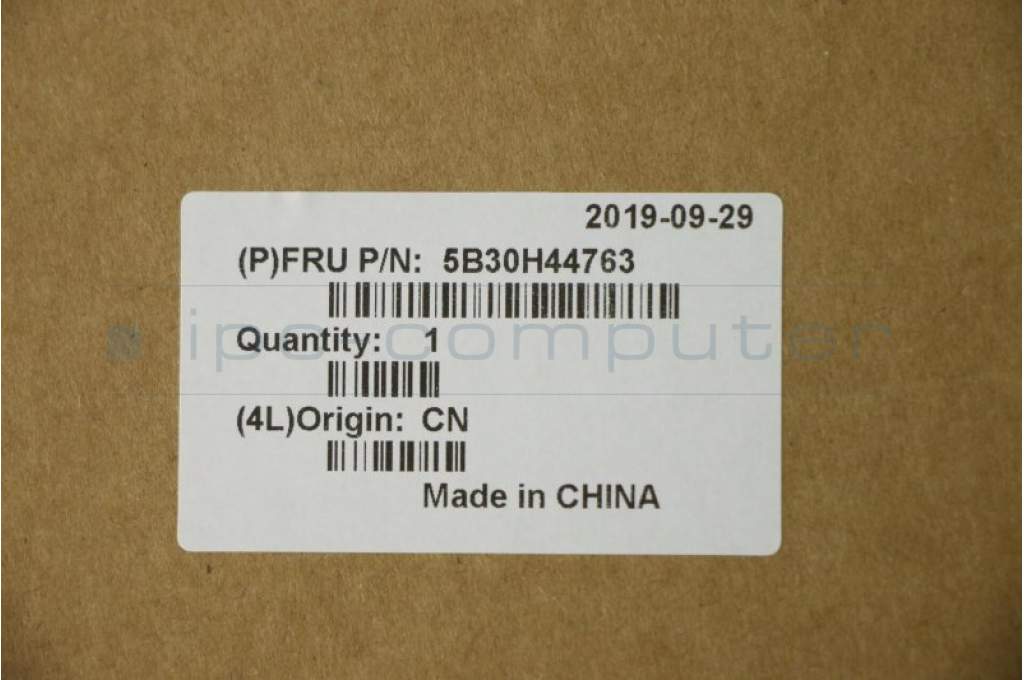 2019-09-29
(P)FRU P/N: 5B30H44763
ipc-computer
Quantity: 1
(4L)Origin: CN
Made in CHINA